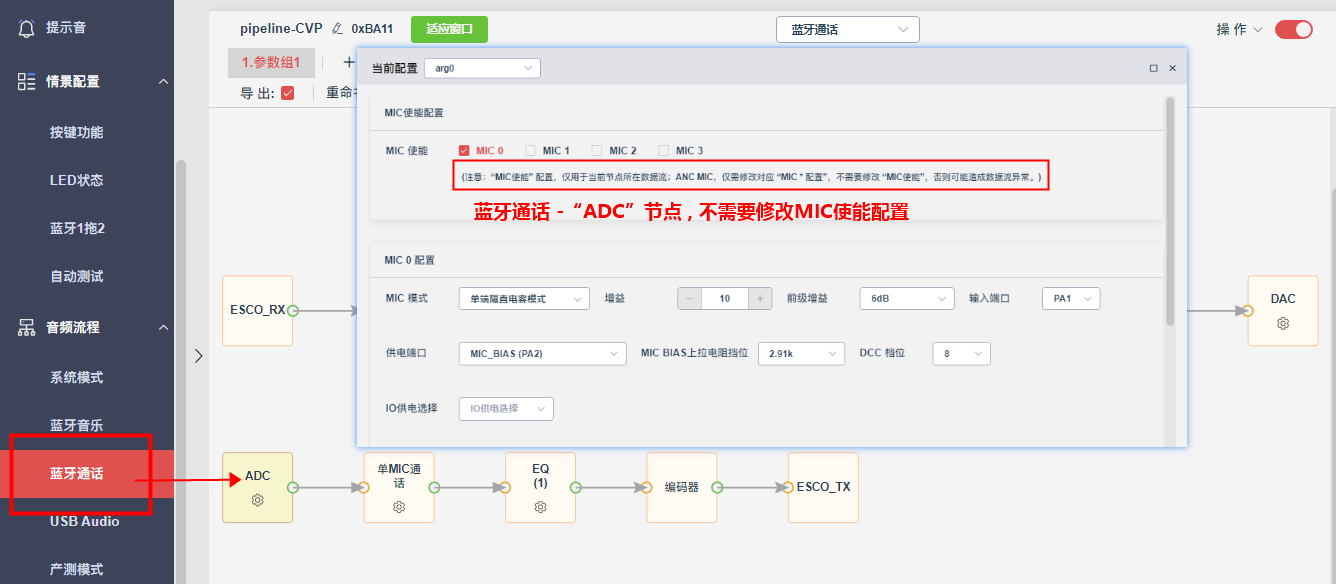 提示音
情景配置
按键功能
LED状态
蓝牙1拖2
自动测试
音频流程
系统模式
蓝牙音乐
蓝牙通话
USB Audio
产测模式
pipeline-CVP 0xBA11 适应窗口 蓝牙通话 操作
1.参数组1 +
导出: 重命
当前配置 arg0
MIC使能配置
MIC 使能 MIC 0 MIC 1 MIC 2 MIC 3
(注意：“MIC使能” 配置，仅用于当前节点所在数据流；ANC MIC，仅需修改对应 “MIC * 配置”，不需要修改 “MIC使能”，否则可能造成数据流异常。)
蓝牙通话 -“ADC”节点，不需要修改MIC使能配置
MIC 0 配置
MIC 模式 单端隔直电容模式 增益 − 10 + 前级增益 6dB 输入端口 PA1
供电端口 MIC_BIAS (PA2) MIC BIAS上拉电阻挡位 2.91k DCC 档位 8
IO供电选择 IO供电选择
ESCO_RX
DAC
ADC
单MIC通
话
EQ
(1)
编码器
ESCO_TX